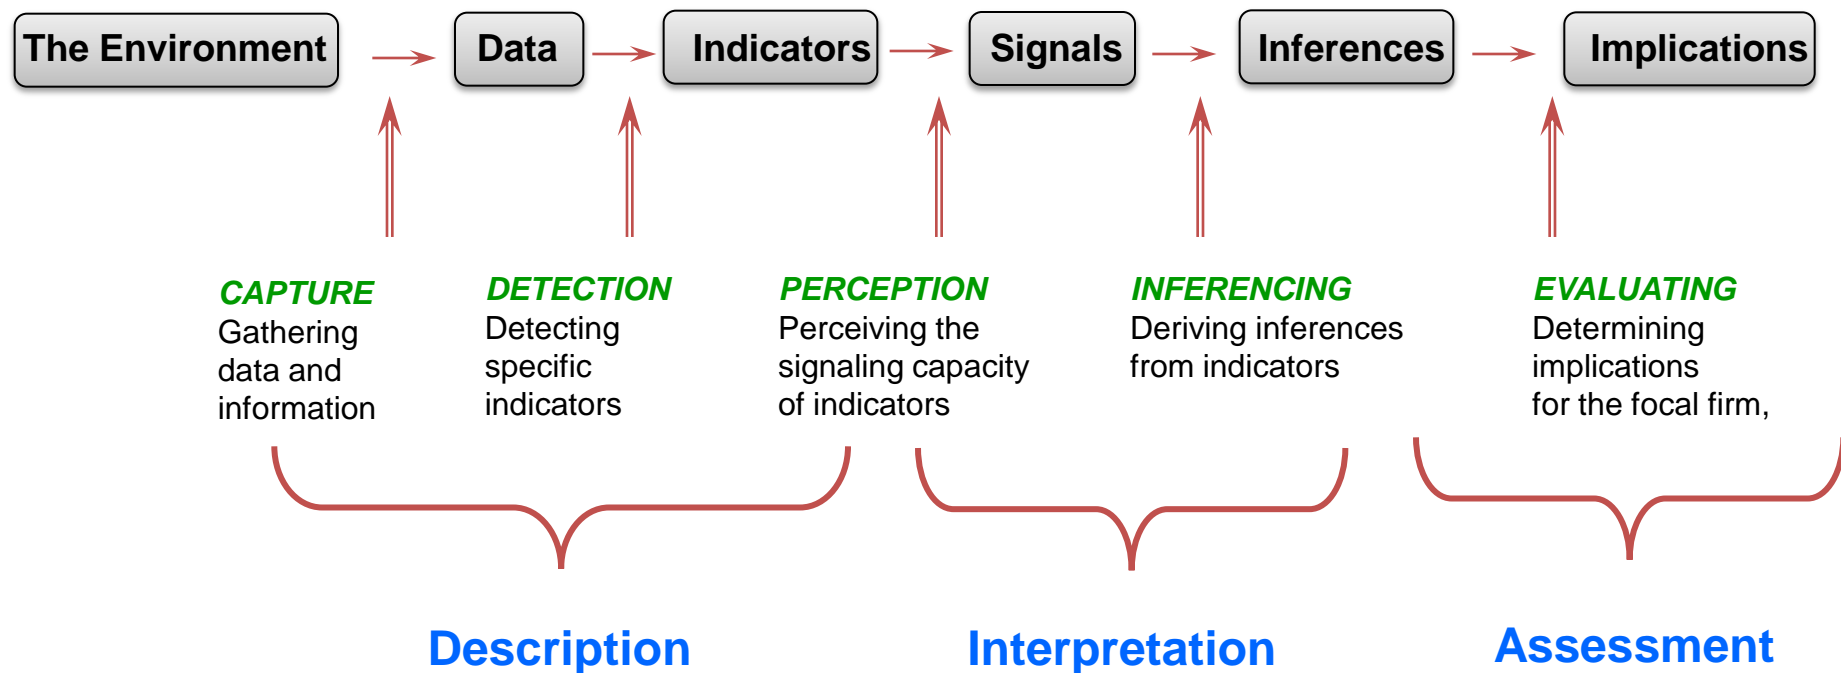 The Environment
Data
Indicators
Signals
Inferences
Implications
CAPTURE
Gathering
data and
information
DETECTION
Detecting
specific
indicators
PERCEPTION
Perceiving the
signaling capacity
of indicators
INFERENCING
Deriving inferences
from indicators
EVALUATING
Determining
implications
for the focal firm,
Description
Interpretation
Assessment